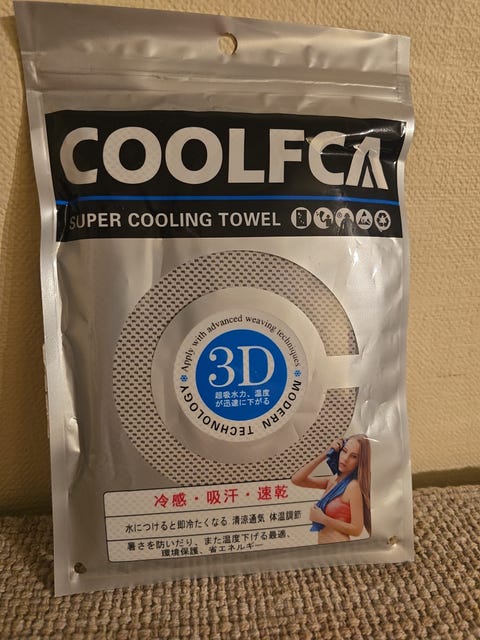 COOLFCA
SUPER COOLING TOWEL
Apply with advanced weaving techniques
3D
超吸水力、温度
が迅速に下がる
MODERN TECHNOLOGY
冷感・吸汗・速乾
水につけると即冷たくなる 清涼通気 体温調節
暑さを防いだり、また温度下げる最適、
環境保護、省エネルギー